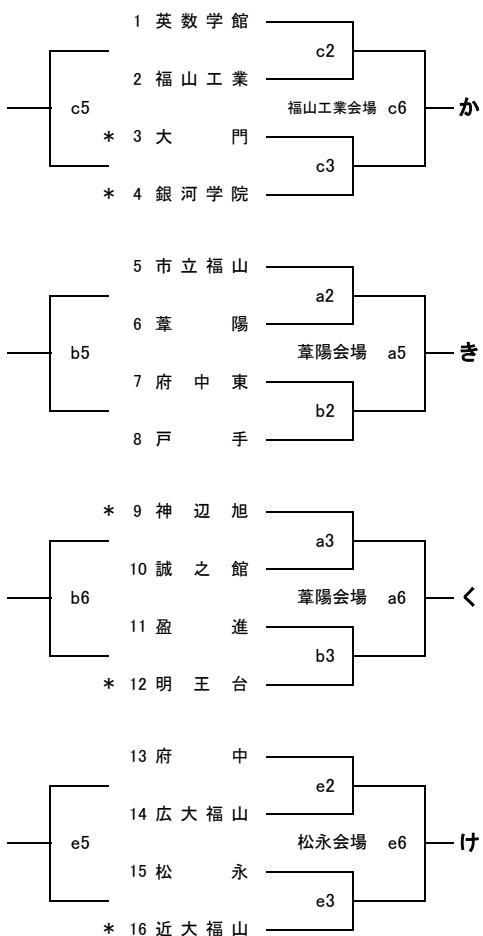 1 英数学館
c2
2 福山工業
c5 福山工業会場 c6 か
* 3 大門
c3
* 4 銀河学院
5 市立福山
a2
6 葦陽
b5 葦陽会場 a5 き
7 府中東
b2
8 戸手
* 9 神辺旭
a3
10 誠之館
b6 葦陽会場 a6 く
11 盈進
b3
* 12 明王台
13 府中
e2
14 広大福山
e5 松永会場 e6 け
15 松永
e3
* 16 近大福山